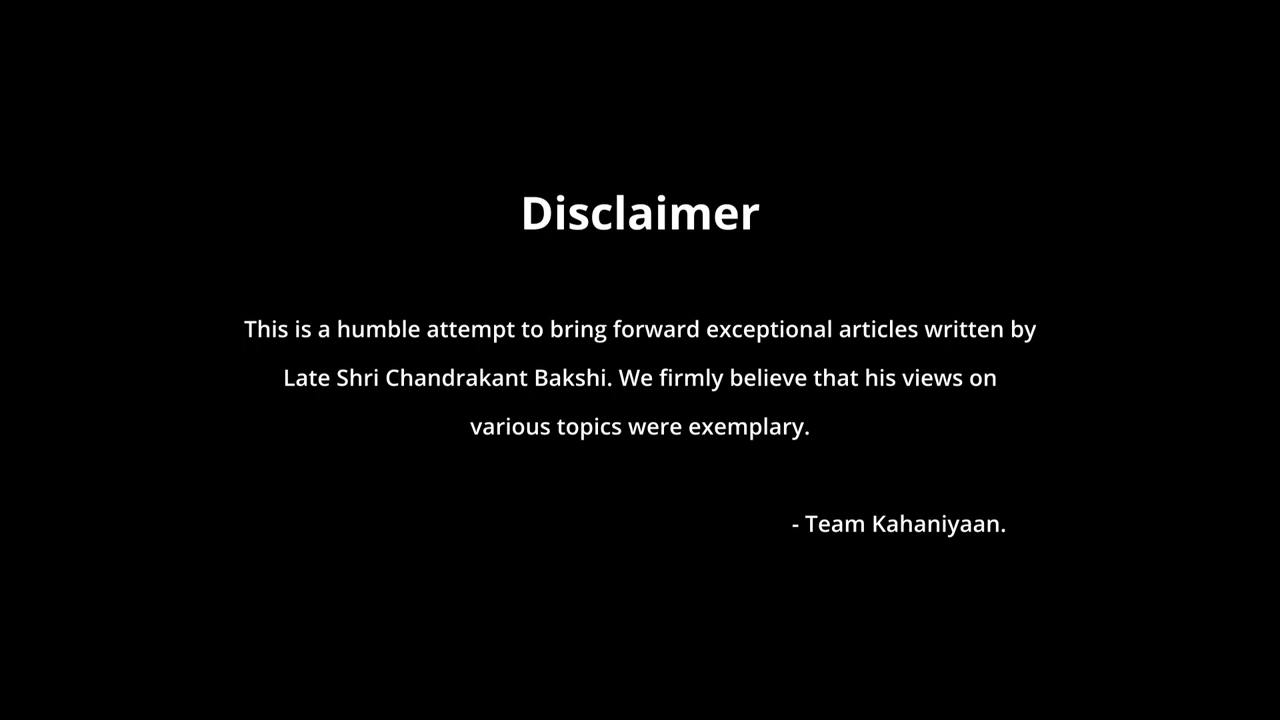 Disclaimer
This is a humble attempt to bring forward exceptional articles written by
Late Shri Chandrakant Bakshi. We firmly believe that his views on
various topics were exemplary.
- Team Kahaniyaan.